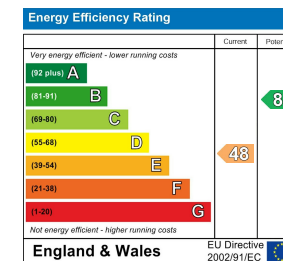 Energy Efficiency Rating
Current Poten
Very energy efficient - lower running costs
(92 plus) A
(81-91) B
8
(69-80) C
(55-68) D
48
(39-54) E
(21-38) F
(1-20) G
Not energy efficient - higher running costs
England & Wales
EU Directive
2002/91/EC